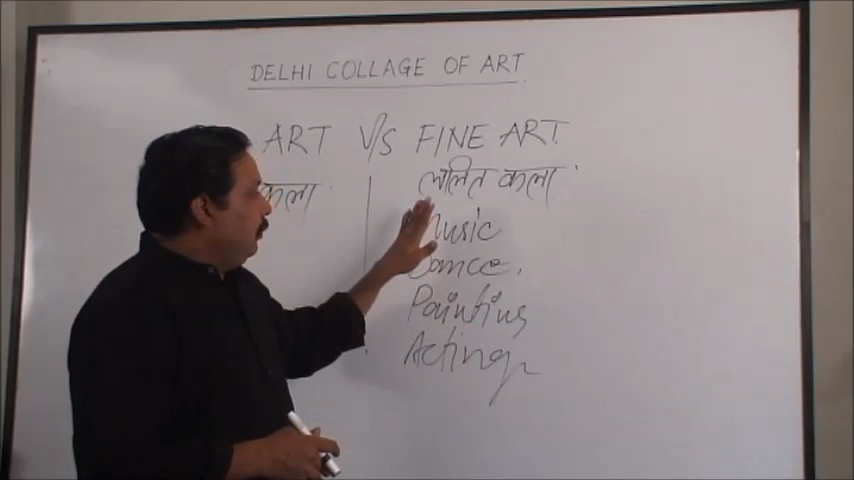 DELHI COLLAGE OF ART
ART V/S FINE ART
कला ललित कला
Music
Dance,
Painting
Acting